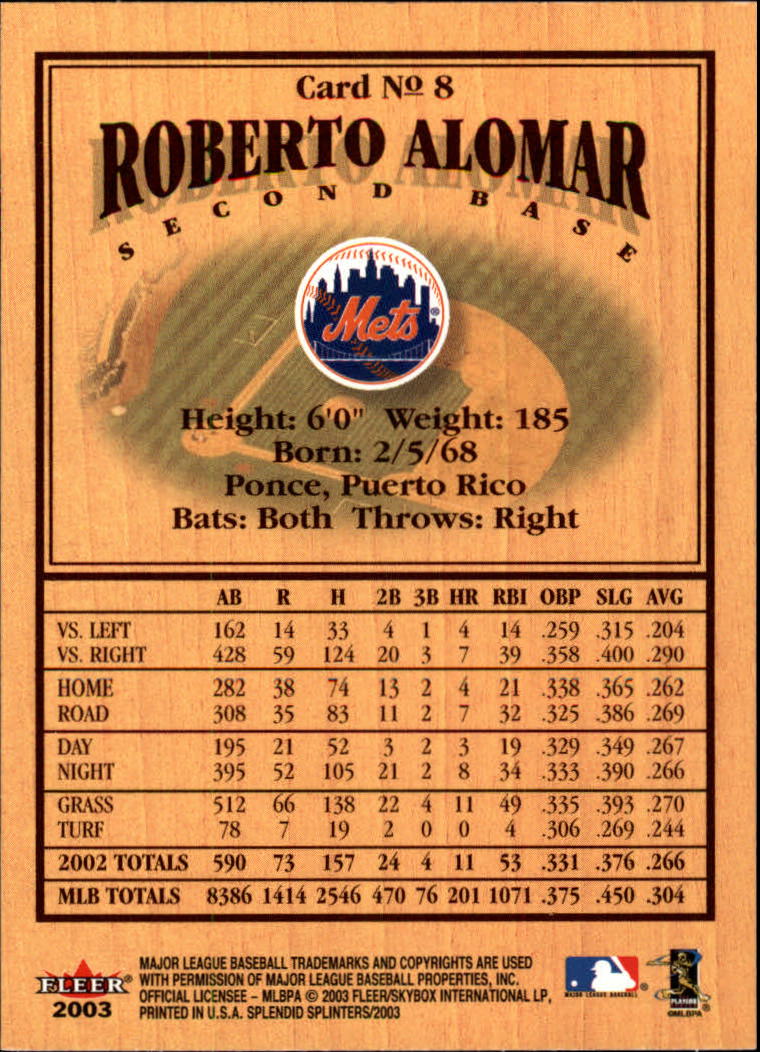 Card Nº 8
ROBERTO ALOMAR
SECOND BASE
Mets®
Height: 6'0" Weight: 185
Born: 2/5/68
Ponce, Puerto Rico
Bats: Both Throws: Right
AB R H 2B 3B HR RBI OBP SLG AVG
VS. LEFT 162 14 33 4 1 4 14 .259 .315 .204
VS. RIGHT 428 59 124 20 3 7 39 .358 .400 .290
HOME 282 38 74 13 2 4 21 .338 .365 .262
ROAD 308 35 83 11 2 7 32 .325 .386 .269
DAY 195 21 52 3 2 3 19 .329 .349 .267
NIGHT 395 52 105 21 2 8 34 .333 .390 .266
GRASS 512 66 138 22 4 11 49 .335 .393 .270
TURF 78 7 19 2 0 0 4 .306 .269 .244
2002 TOTALS 590 73 157 24 4 11 53 .331 .376 .266
MLB TOTALS 8386 1414 2546 470 76 201 1071 .375 .450 .304
FLEER®
2003
MAJOR LEAGUE BASEBALL TRADEMARKS AND COPYRIGHTS ARE USED
WITH PERMISSION OF MAJOR LEAGUE BASEBALL PROPERTIES, INC.
OFFICIAL LICENSEE – MLBPA © 2003 FLEER/SKYBOX INTERNATIONAL LP,
PRINTED IN U.S.A. SPLENDID SPLINTERS/2003
MAJOR LEAGUE BASEBALL®
PLAYERS
©MLBPA